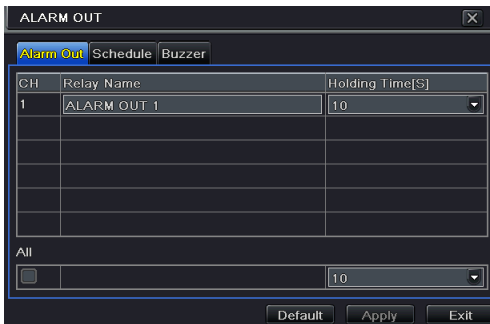 ALARM OUT
Alarm Out Schedule Buzzer
CH Relay Name Holding Time[S]
1 ALARM OUT 1 10
All
10
Default Apply Exit